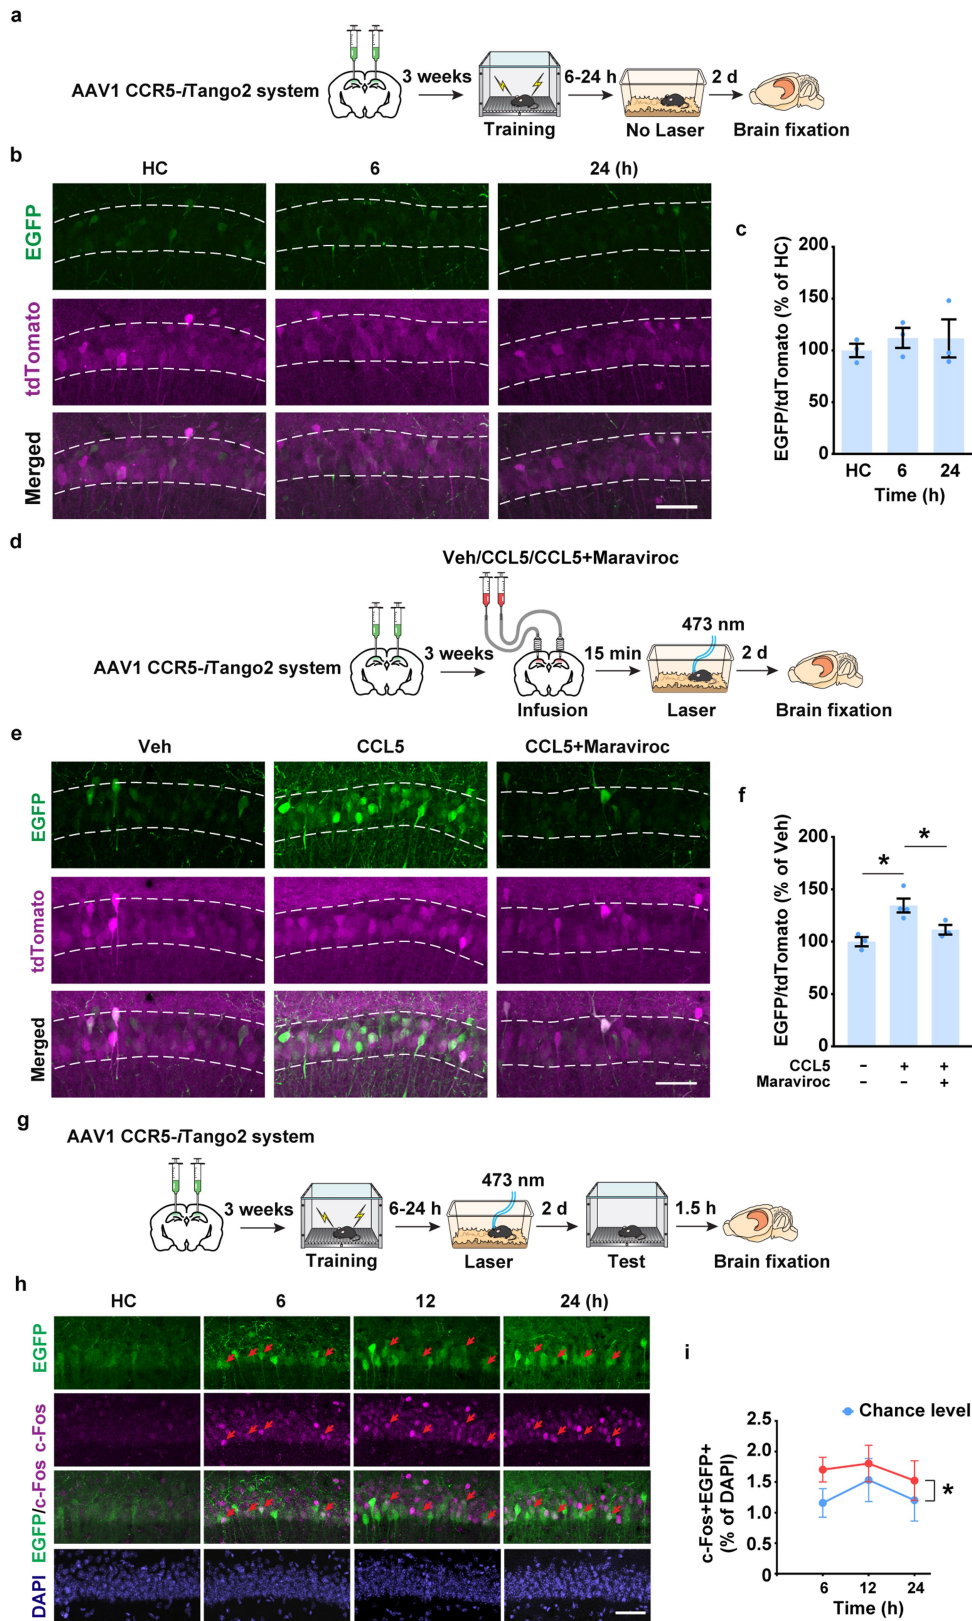 a
AAV1 CCR5-iTango2 system
3 weeks
6-24 h
2 d
Training
No Laser
Brain fixation
b
HC
6
24 (h)
EGFP
tdTomato
Merged
c
EGFP/tdTomato (% of HC)
200
150
100
50
0
HC
6
24
Time (h)
d
Veh/CCL5/CCL5+Maraviroc
AAV1 CCR5-iTango2 system
3 weeks
15 min
473 nm
2 d
Infusion
Laser
Brain fixation
e
Veh
CCL5
CCL5+Maraviroc
EGFP
tdTomato
Merged
f
EGFP/tdTomato (% of Veh)
200
150
100
50
0
*
*
CCL5 - + +
Maraviroc - - +
g
AAV1 CCR5-iTango2 system
3 weeks
6-24 h
473 nm
2 d
1.5 h
Training
Laser
Test
Brain fixation
h
HC
6
12
24 (h)
EGFP
c-Fos
EGFP/c-Fos
DAPI
i
Chance level
c-Fos+EGFP+
(% of DAPI)
2.5
2.0
1.5
1.0
0.5
0
*
6
12
24
Time (h)